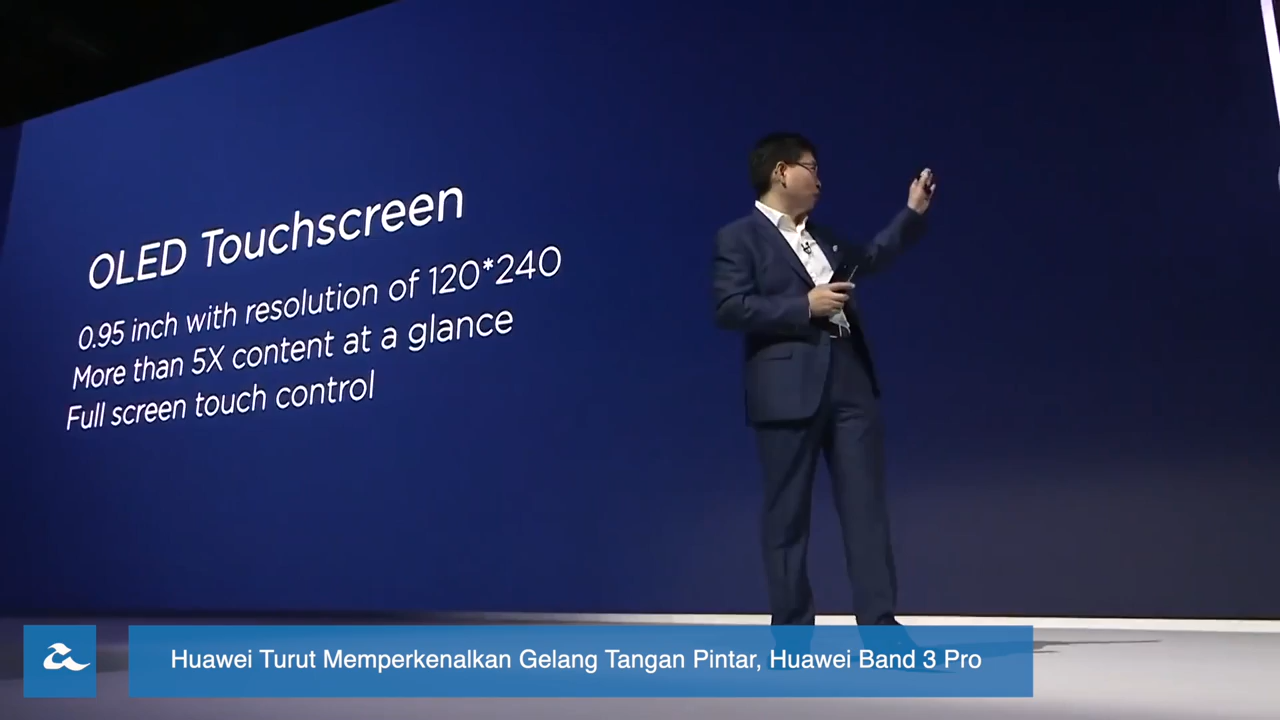 OLED Touchscreen
0.95 inch with resolution of 120*240
More than 5X content at a glance
Full screen touch control
Huawei Turut Memperkenalkan Gelang Tangan Pintar, Huawei Band 3 Pro